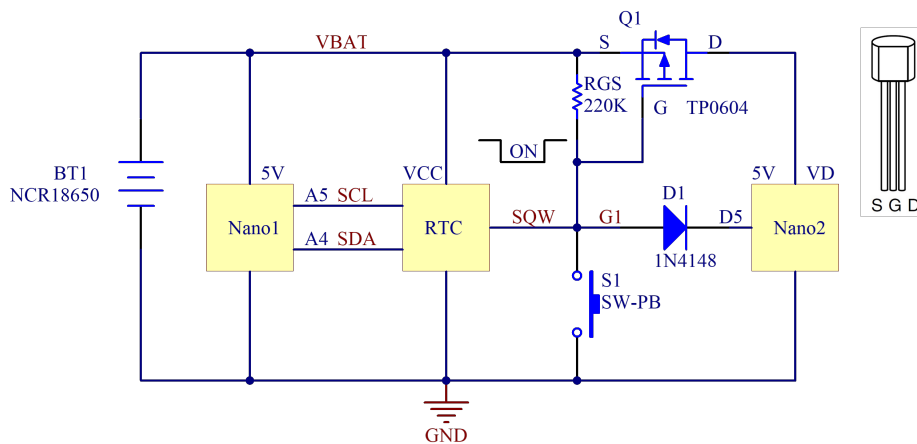 Q1
VBAT
S
D
RGS
220K
G
TP0604
ON
BT1
NCR18650
5V
VCC
5V
VD
A5
SCL
Nano1
RTC
SQW
G1
D1
D5
Nano2
A4
SDA
1N4148
S G D
S1
SW-PB
GND